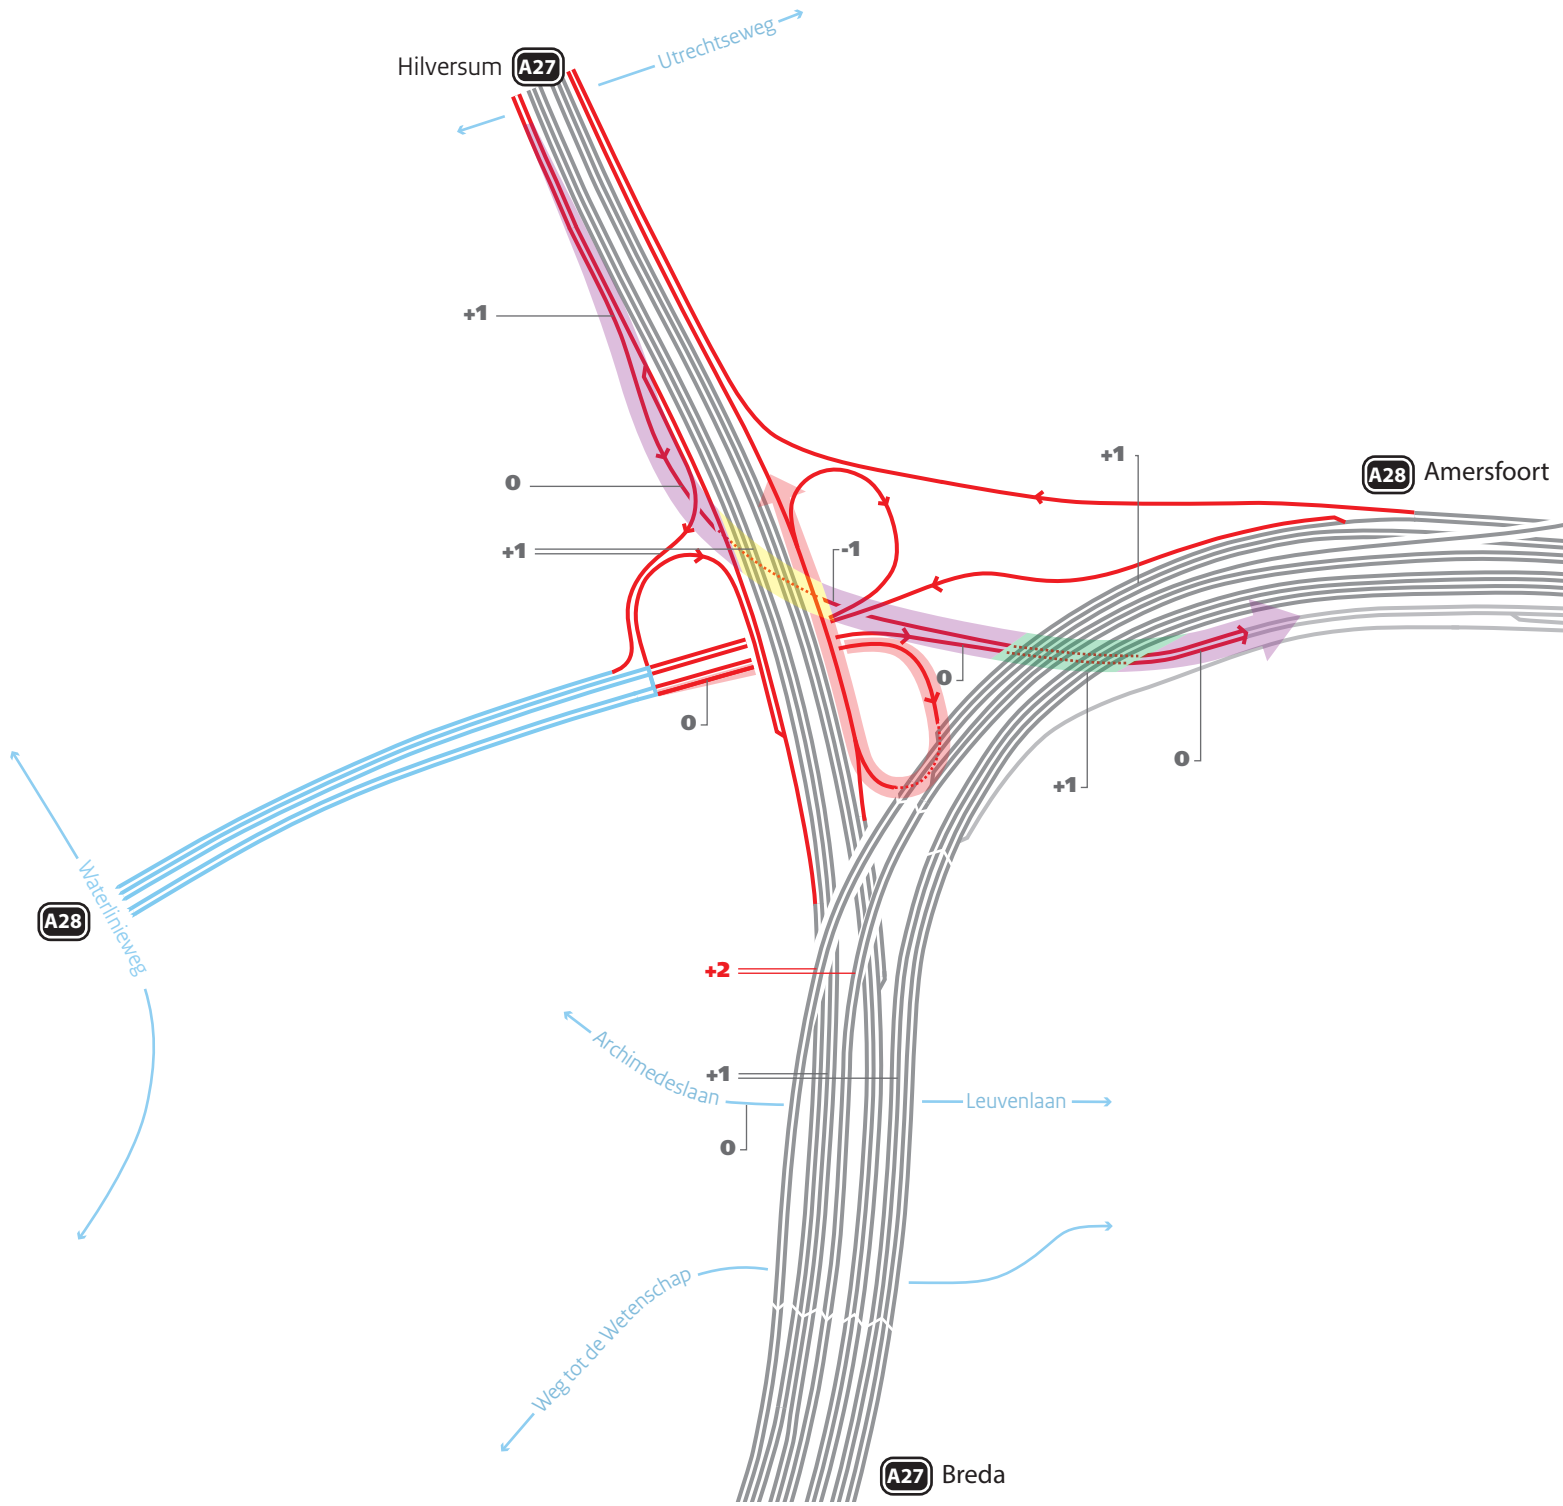 Utrechtseweg
Hilversum A27
+1
+1
A28 Amersfoort
0
+1
-1
0
0
0
+1
Waterlinieweg
A28
+2
Archimedeslaan
+1
Leuvenlaan
0
Weg tot de Wetenschap
A27 Breda